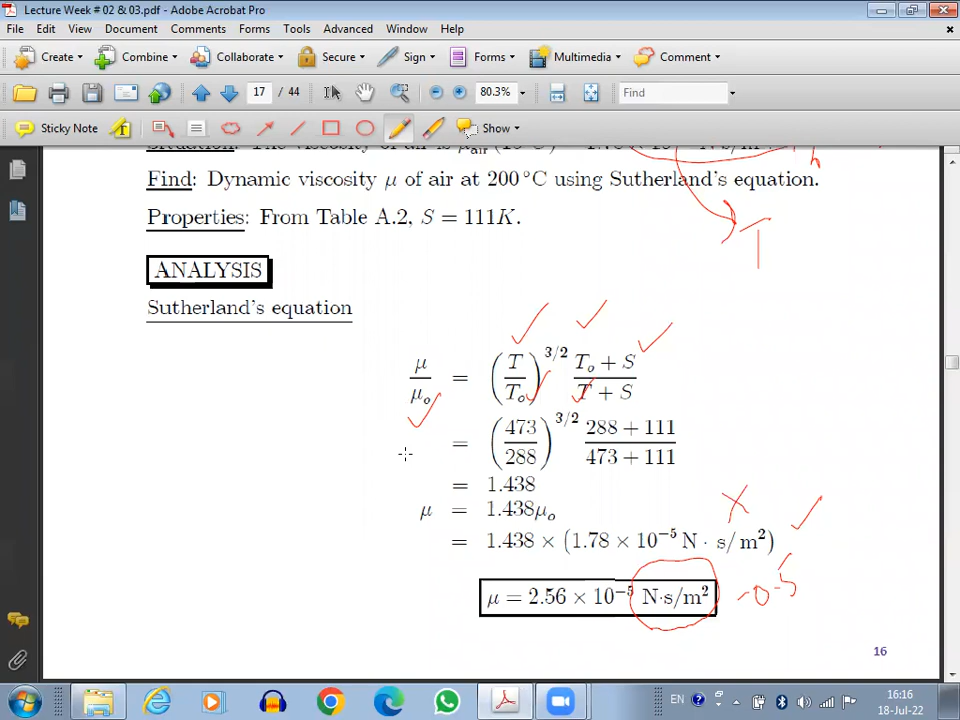 Lecture Week # 02 & 03.pdf - Adobe Acrobat Pro
File Edit View Document Comments Forms Tools Advanced Window Help
Create Combine Collaborate Secure Sign Forms Multimedia Comment
17 / 44 80.3% Find
Sticky Note Show
Find: Dynamic viscosity μ of air at 200 °C using Sutherland's equation.
Properties: From Table A.2, S = 111K.
T
ANALYSIS
Sutherland's equation
μ/μₒ = (T/Tₒ)^3/2 (Tₒ + S)/(T + S)
= (473/288)^3/2 (288 + 111)/(473 + 111)
= 1.438
μ = 1.438μₒ
= 1.438 × (1.78 × 10⁻⁵ N · s/m²)
μ = 2.56 × 10⁻⁵ N·s/m²
16
EN 16:16
18-Jul-22